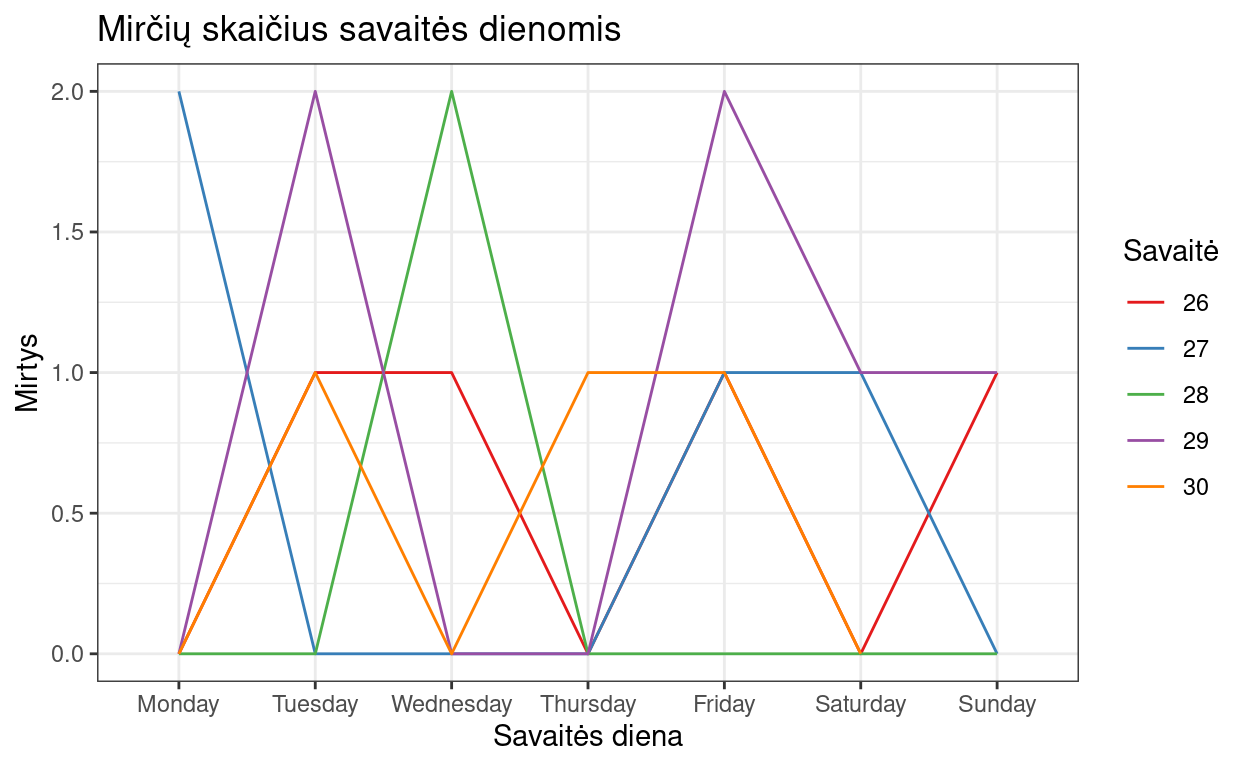 Mirčių skaičius savaitės dienomis
Mirtys
2.0
1.5
1.0
0.5
0.0
Monday Tuesday Wednesday Thursday Friday Saturday Sunday
Savaitės diena
Savaitė
26
27
28
29
30